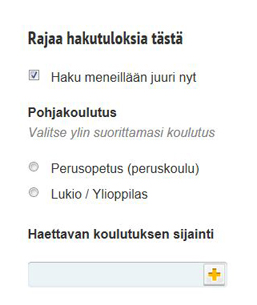 Rajaa hakutuloksia tästä
Haku meneillään juuri nyt
Pohjakoulutus
Valitse ylin suorittamasi koulutus
Perusopetus (peruskoulu)
Lukio / Ylioppilas
Haettavan koulutuksen sijainti